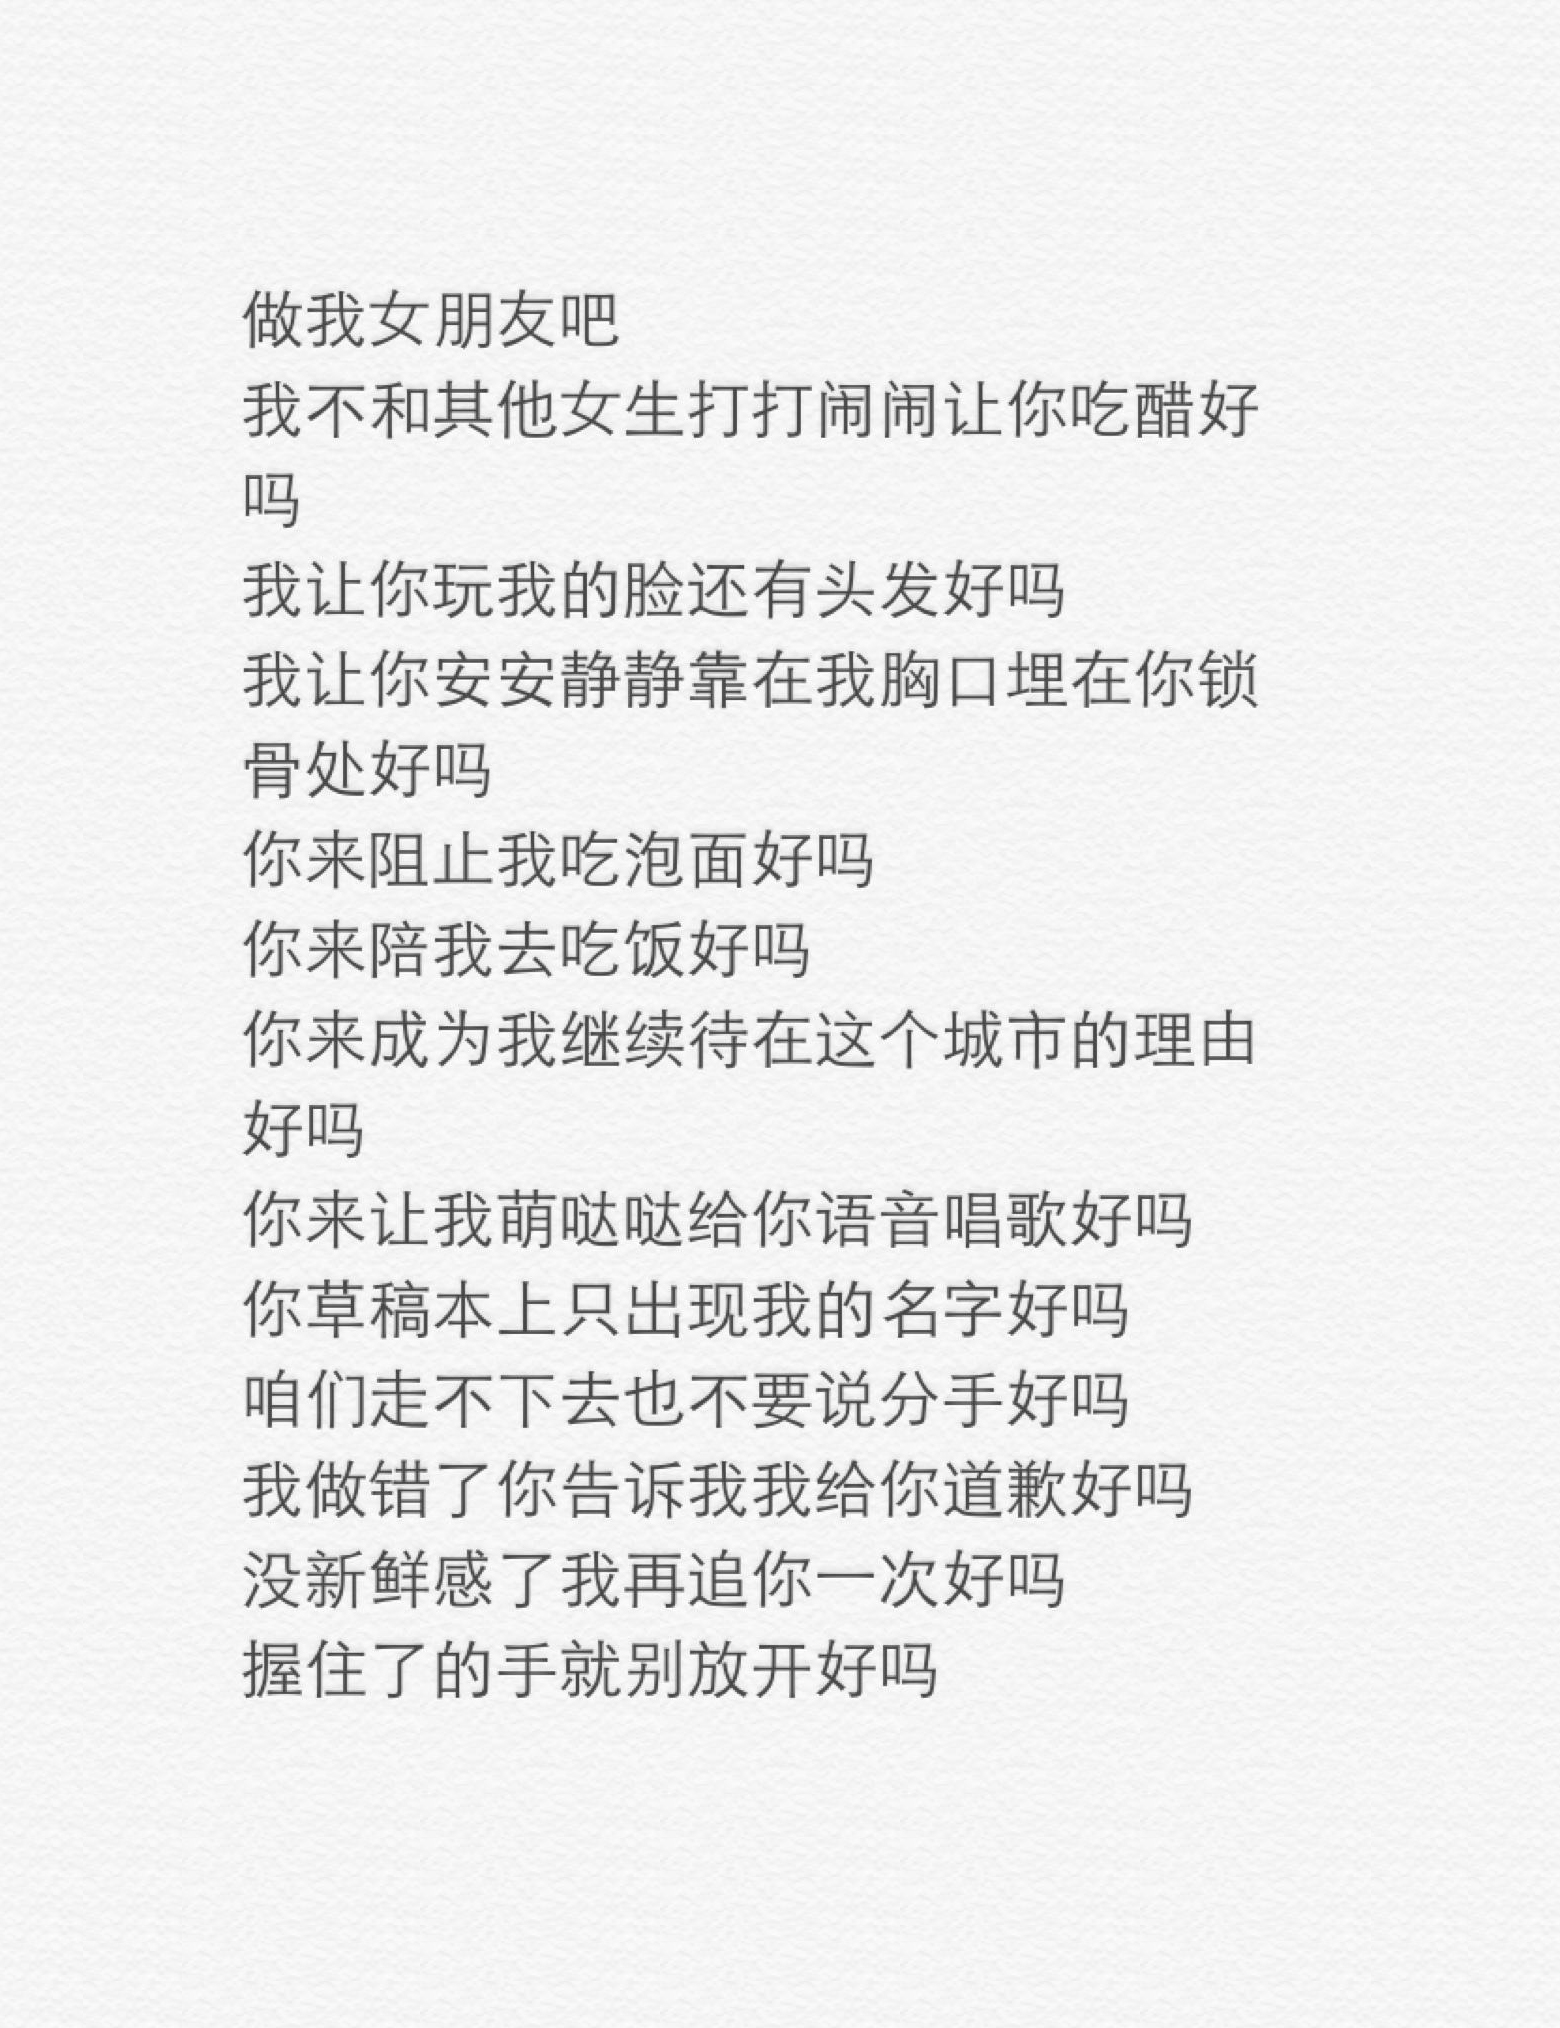 做我女朋友吧
我不和其他女生打打闹闹让你吃醋好
吗
我让你玩我的脸还有头发好吗
我让你安安静静靠在我胸口埋在你锁
骨处好吗
你来阻止我吃泡面好吗
你来陪我去吃饭好吗
你来成为我继续待在这个城市的理由
好吗
你来让我萌哒哒给你语音唱歌好吗
你草稿本上只出现我的名字好吗
咱们走不下去也不要说分手好吗
我做错了你告诉我我给你道歉好吗
没新鲜感了我再追你一次好吗
握住了的手就别放开好吗